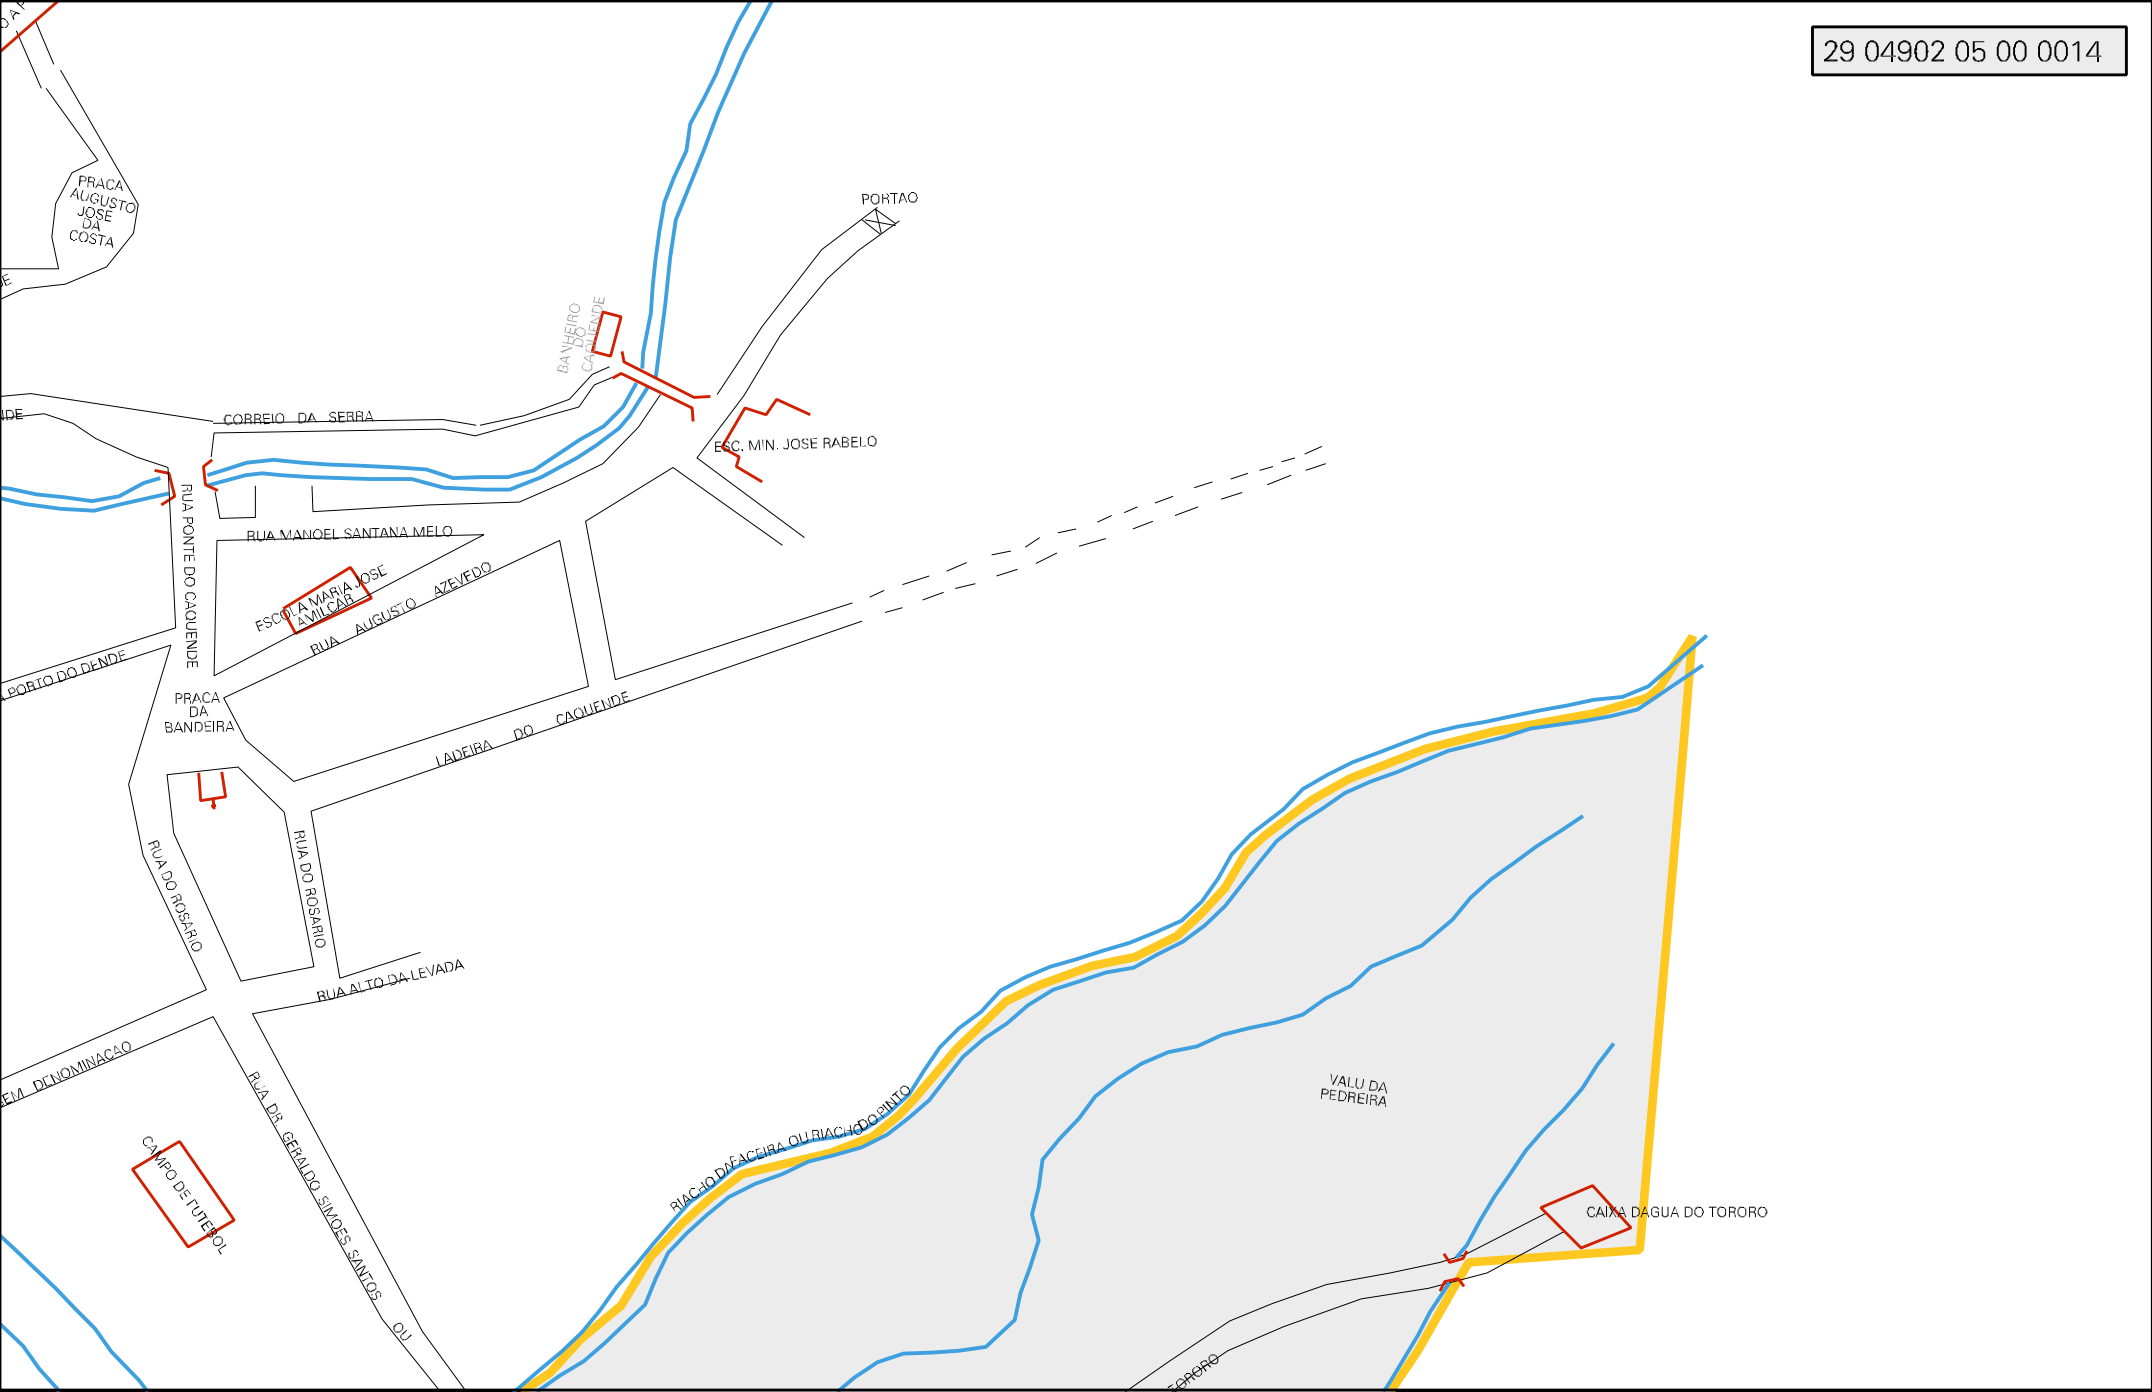 29 04902 05 00 0014
PRACA
AUGUSTO
JOSE
DA
COSTA
PORTAO
BANHEIRO
DO
CAQUENDE
CORREIO DA SERRA
ESC. MIN. JOSE RABELO
RUA PONTE DO CAQUENDE
RUA MANOEL SANTANA MELO
ESCOLA MARIA JOSE
AMILCAR
RUA AUGUSTO AZEVEDO
PORTO DO DENDE
PRACA
DA
BANDEIRA
LADEIRA DO CAQUENDE
RUA DO ROSARIO
RUA DO ROSARIO
RUA ALTO DA LEVADA
DENOMINACAO
RUA DR. GERALDO SIMOES SANTOS OU
CAMPO DE FUTEBOL
RIACHO DA FACEIRA OU RIACHO DO PINTO
VALU DA
PEDREIRA
CAIXA DAGUA DO TORORO
TORORO